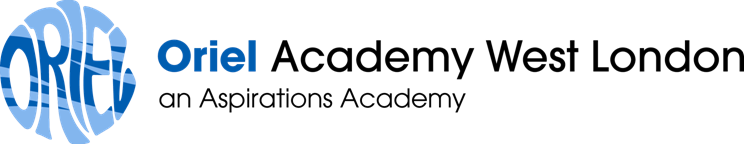 ORIEL
Oriel Academy West London
an Aspirations Academy